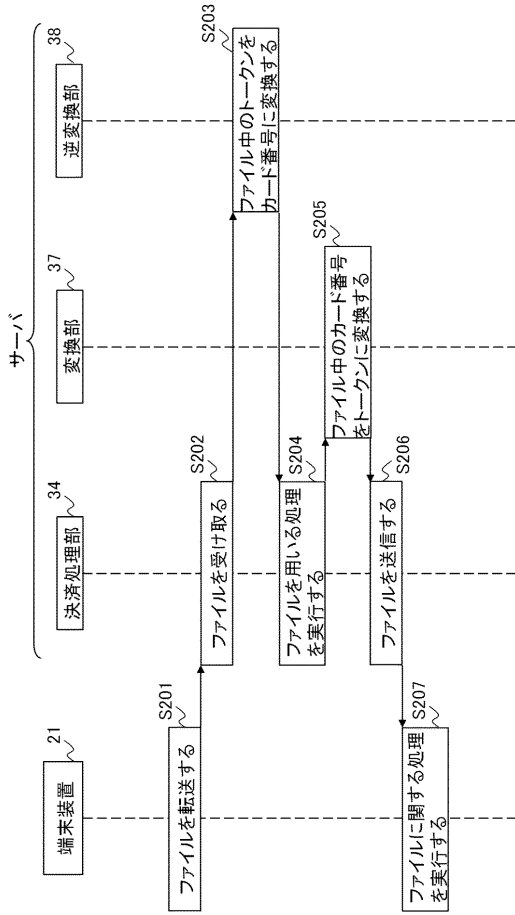 サーバ
端末装置
21
決済処理部
34
変換部
37
逆変換部
38
ファイルを転送する
S201
ファイルを受け取る
S202
ファイル中のトークンを
カード番号に変換する
S203
ファイルを用いる処理
を実行する
S204
ファイル中のカード番号
をトークンに変換する
S205
ファイルを送信する
S206
ファイルに関する処理
を実行する
S207